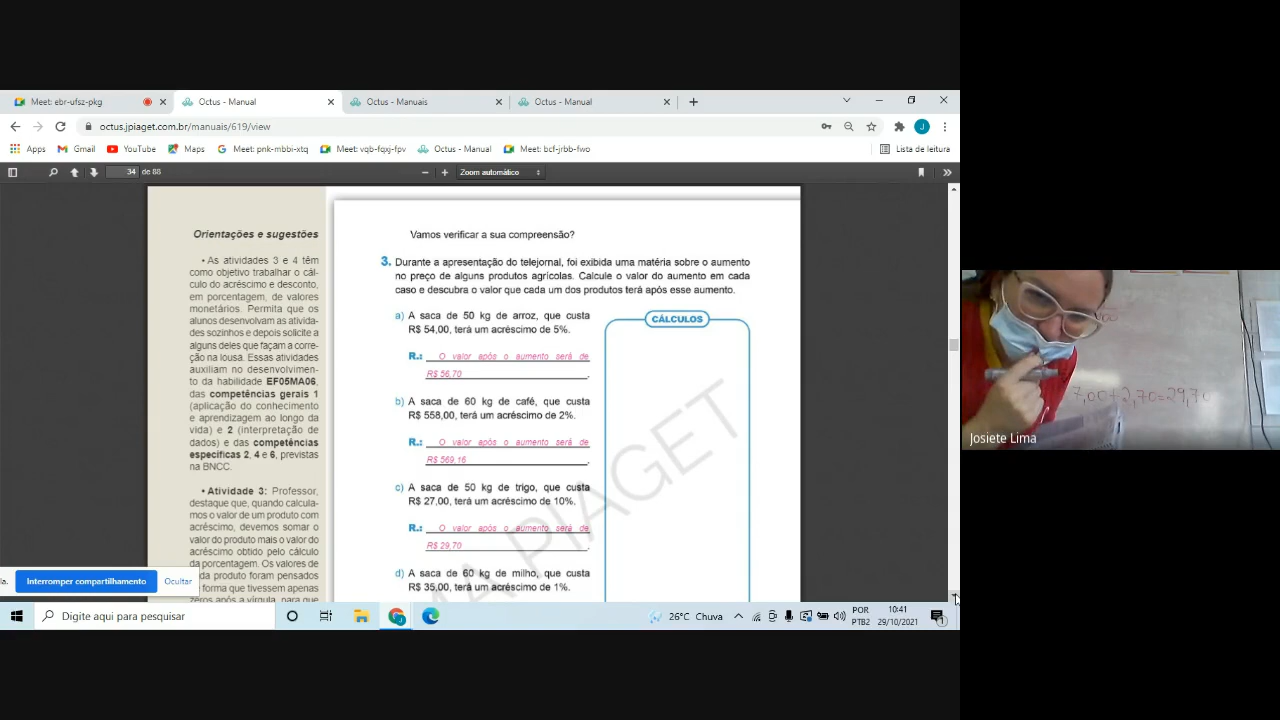 Meet: ebr-ufsz-pkg
Octus - Manual
Octus - Manuais
Octus - Manual
octus.jpiaget.com.br/manuais/619/view
Apps
Gmail
YouTube
Maps
Meet: pnk-mbbi-xtq
Meet: vqb-fqxj-fpv
Octus - Manual
Meet: bcf-jrbb-fwo
Lista de leitura
34 de 88
Zoom automático
Orientações e sugestões
• As atividades 3 e 4 têm
como objetivo trabalhar o cál-
culo do acréscimo e desconto,
em porcentagem, de valores
monetários. Permita que os
alunos desenvolvam as ativida-
des sozinhos e depois solicite a
alguns deles que façam a corre-
ção na lousa. Essas atividades
auxiliam no desenvolvimen-
to da habilidade EF05MA06,
das competências gerais 1
(aplicação do conhecimento
e aprendizagem ao longo da
vida) e 2 (interpretação de
dados) e das competências
específicas 2, 4 e 6, previstas
na BNCC.
• Atividade 3: Professor,
destaque que, quando calcula-
mos o valor de um produto com
acréscimo, devemos somar o
valor do produto mais o valor do
acréscimo obtido pelo cálculo
da porcentagem. Os valores de
da produto foram pensados
forma que tivessem apenas
zeros após a vírgula, para que
Vamos verificar a sua compreensão?
3. Durante a apresentação do telejornal, foi exibida uma matéria sobre o aumento
no preço de alguns produtos agrícolas. Calcule o valor do aumento em cada
caso e descubra o valor que cada um dos produtos terá após esse aumento.
a) A saca de 50 kg de arroz, que custa
R$ 54,00, terá um acréscimo de 5%.
R.: O valor após o aumento será de
R$ 56,70.
b) A saca de 60 kg de café, que custa
R$ 558,00, terá um acréscimo de 2%.
R.: O valor após o aumento será de
R$ 569,16.
c) A saca de 50 kg de trigo, que custa
R$ 27,00, terá um acréscimo de 10%.
R.: O valor após o aumento será de
R$ 29,70.
d) A saca de 60 kg de milho, que custa
R$ 35,00, terá um acréscimo de 1%.
CÁLCULOS
A PIAGET
la.
Interromper compartilhamento
Ocultar
Digite aqui para pesquisar
26°C Chuva
POR
PTB2
10:41
29/10/2021
7,00+2,70=29,70
Josiete Lima